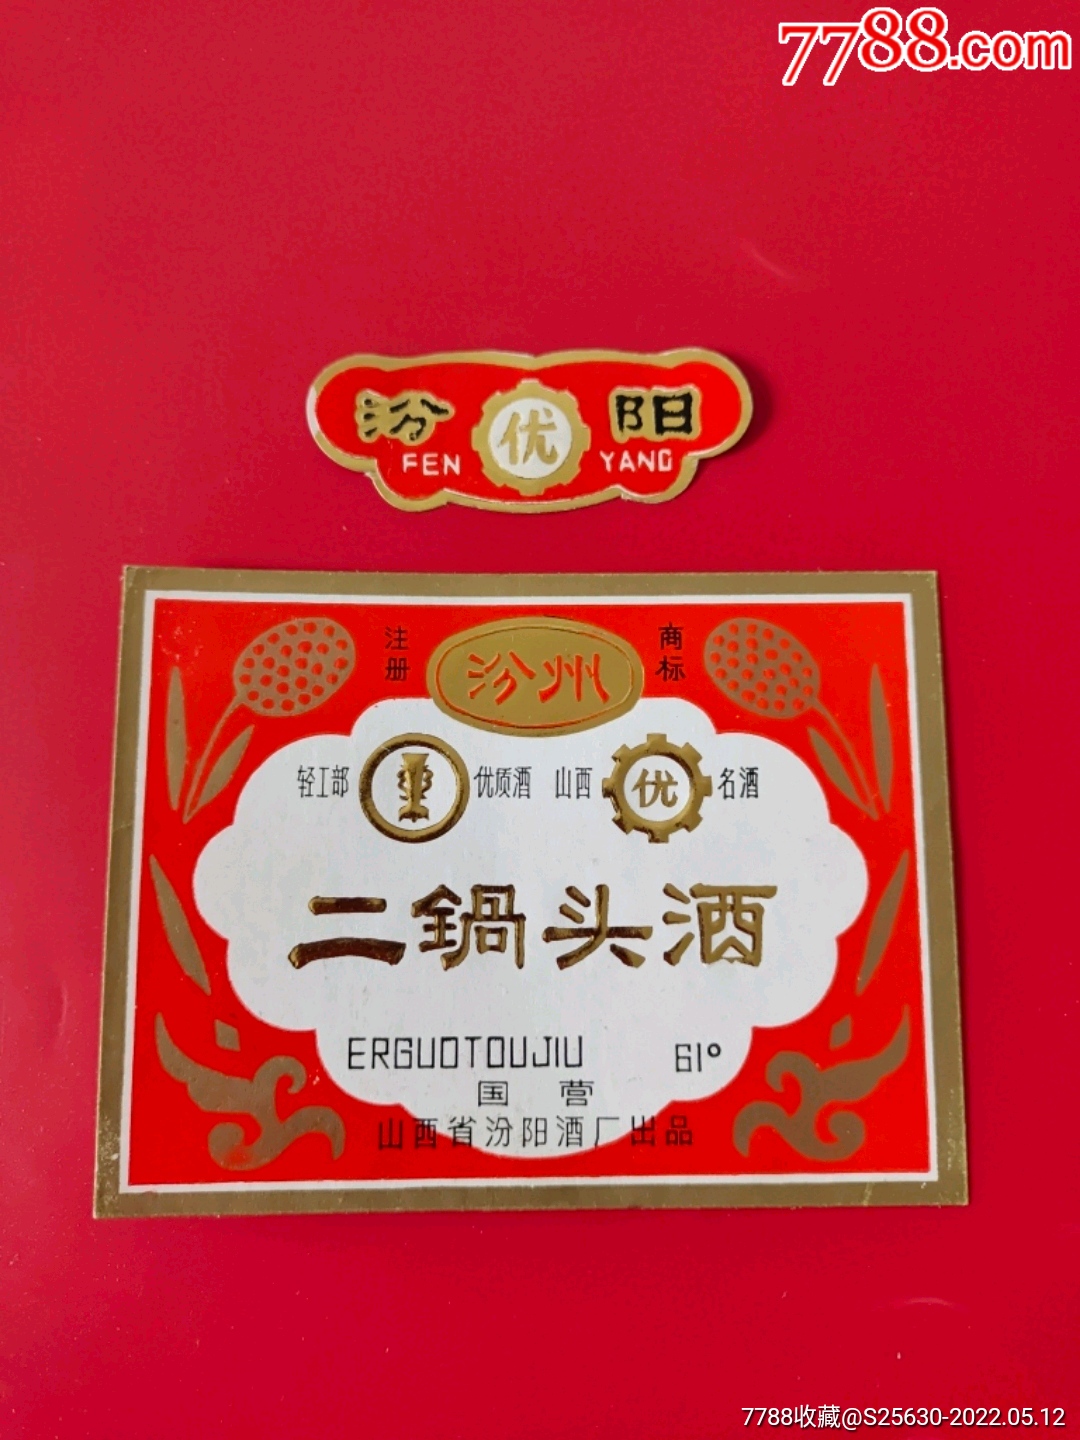 7788.com
汾 优 阳
FEN YANG
注册 汾州 商标
轻工部 优质酒 山西 优 名酒
二鍋头酒
ERGUOTOUJIU 61°
国营
山西省汾阳酒厂出品
7788收藏@S25630-2022.05.12